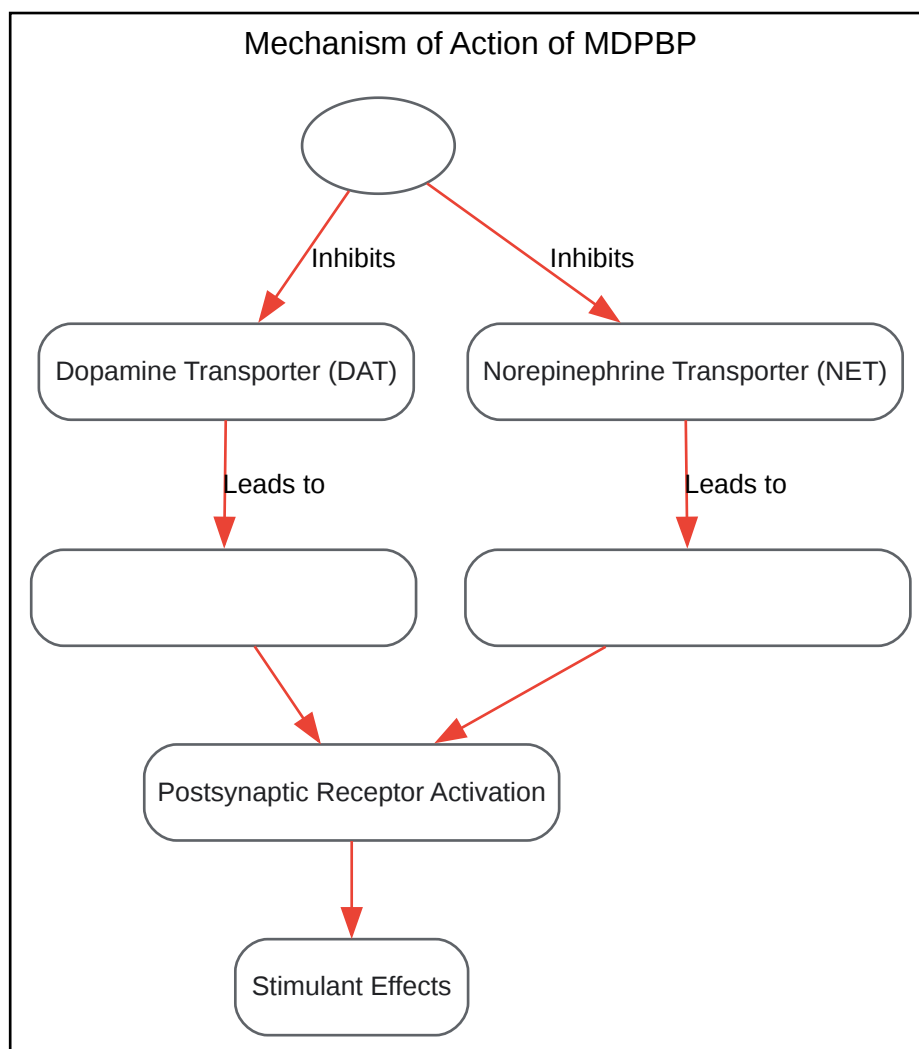 Mechanism of Action of MDPBP
Inhibits
Inhibits
Dopamine Transporter (DAT)
Norepinephrine Transporter (NET)
Leads to
Leads to
Postsynaptic Receptor Activation
Stimulant Effects